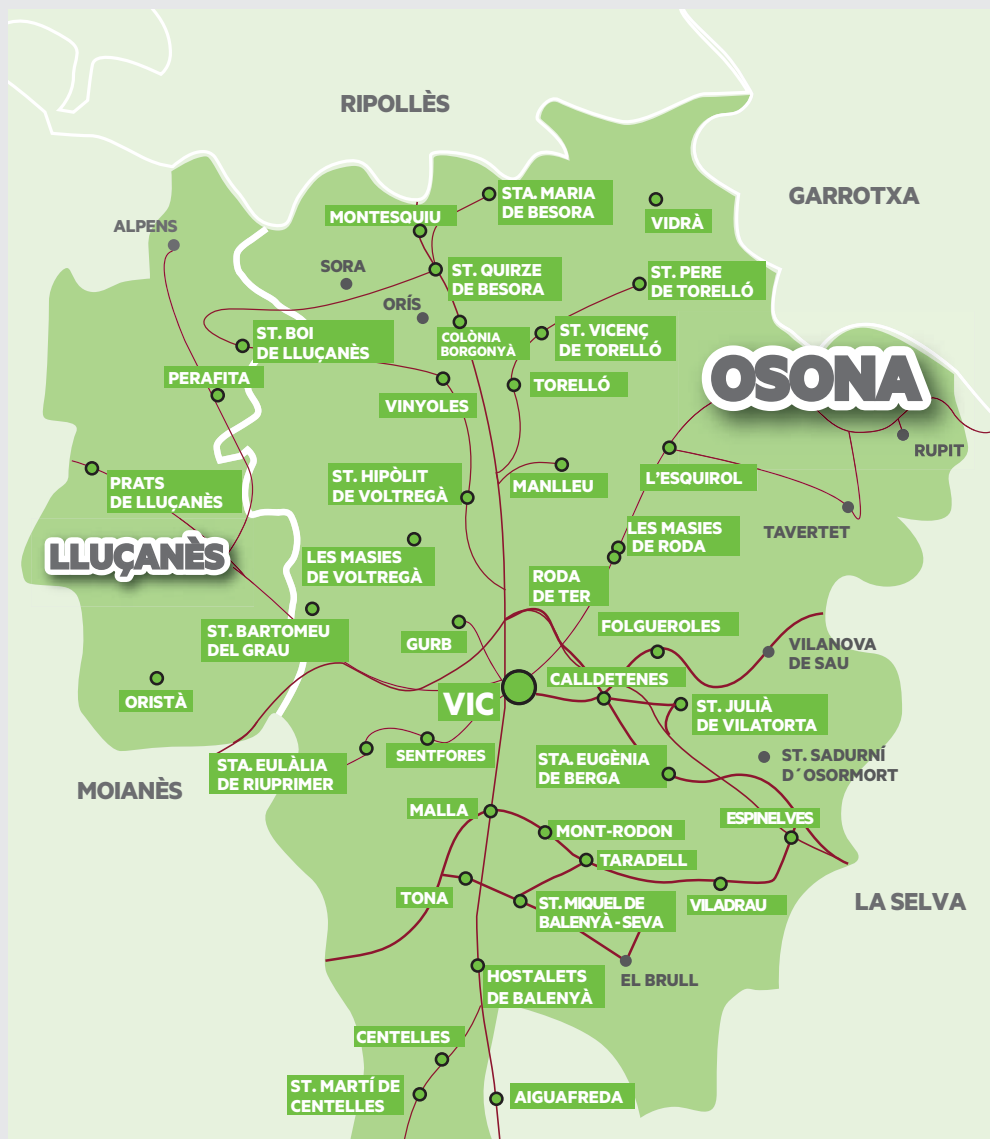 RIPOLLÈS
GARROTXA
ALPENS
MONTESQUIU
STA. MARIA
DE BESORA
VIDRÀ
SORA
ST. QUIRZE
DE BESORA
ST. PERE
DE TORELLÓ
ORÍS
ST. BOI
DE LLUÇANÈS
COLÒNIA
BORGONYÀ
ST. VICENÇ
DE TORELLÓ
OSONA
PERAFITA
VINYOLES
TORELLÓ
RUPIT
PRATS
DE LLUÇANÈS
ST. HIPÒLIT
DE VOLTREGÀ
MANLLEU
L'ESQUIROL
TAVERTET
LLUÇANÈS
LES MASIES
DE VOLTREGÀ
LES MASIES
DE RODA
RODA
DE TER
ST. BARTOMEU
DEL GRAU
GURB
FOLGUEROLES
VILANOVA
DE SAU
ORISTÀ
VIC
CALLDETENES
ST. JULIÀ
DE VILATORTA
MOIANÈS
STA. EULÀLIA
DE RIUPRIMER
SENTFORES
STA. EUGÈNIA
DE BERGA
ST. SADURNÍ
D´OSORMORT
MALLA
MONT-RODON
ESPINELVES
TARADELL
TONA
ST. MIQUEL DE
BALENYÀ - SEVA
VILADRAU
LA SELVA
EL BRULL
HOSTALETS
DE BALENYÀ
CENTELLES
ST. MARTÍ DE
CENTELLES
AIGUAFREDA